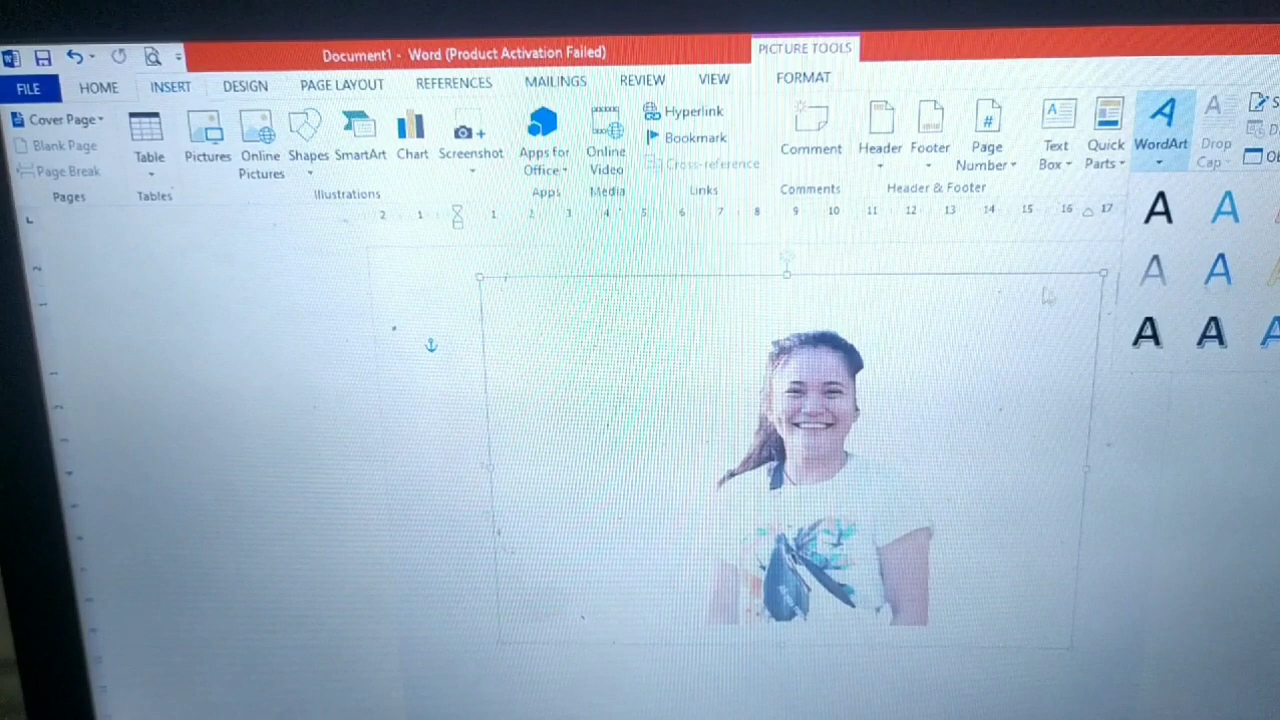 Document1 - Word (Product Activation Failed)
PICTURE TOOLS
FILE HOME INSERT DESIGN PAGE LAYOUT REFERENCES MAILINGS REVIEW VIEW FORMAT
Cover Page
Blank Page
Page Break
Pages
Table
Tables
Pictures
Online Pictures
Shapes
SmartArt
Chart
Screenshot
Illustrations
Apps for Office
Apps
Online Video
Media
Hyperlink
Bookmark
Cross-reference
Links
Comment
Comments
Header
Footer
Page Number
Header & Footer
Text Box
Quick Parts
WordArt
Drop Cap
2 1 1 2 3 4 5 6 7 8 9 10 11 12 13 14 15 16 17
A A
A A
A A